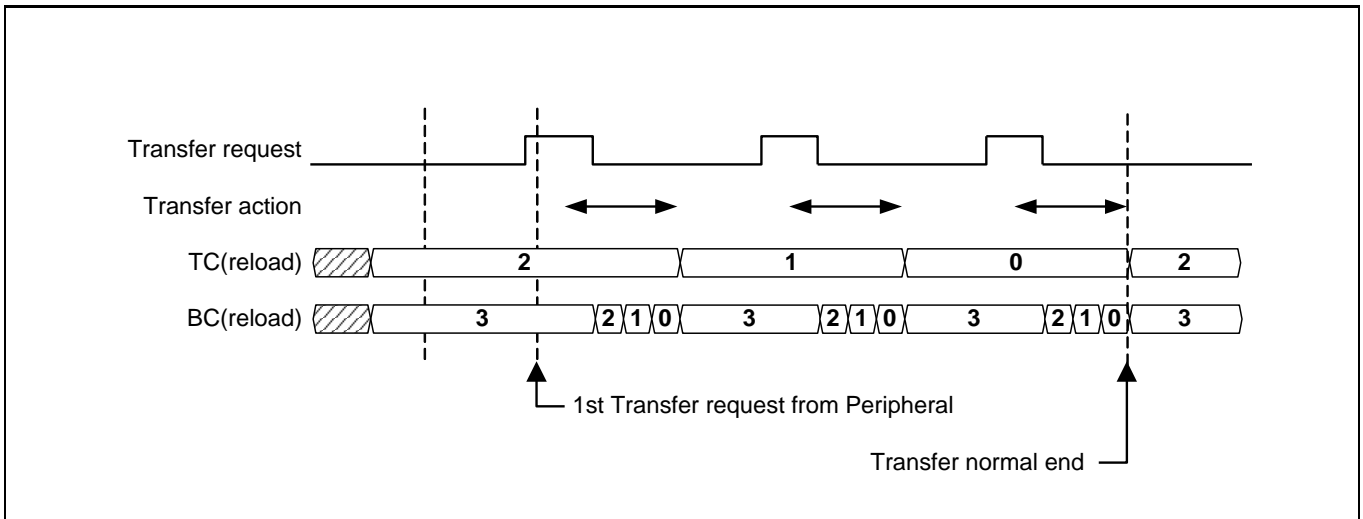 Transfer request
Transfer action
TC(reload) 2 1 0 2
BC(reload) 3 2 1 0 3 2 1 0 3 2 1 0 3
1st Transfer request from Peripheral
Transfer normal end